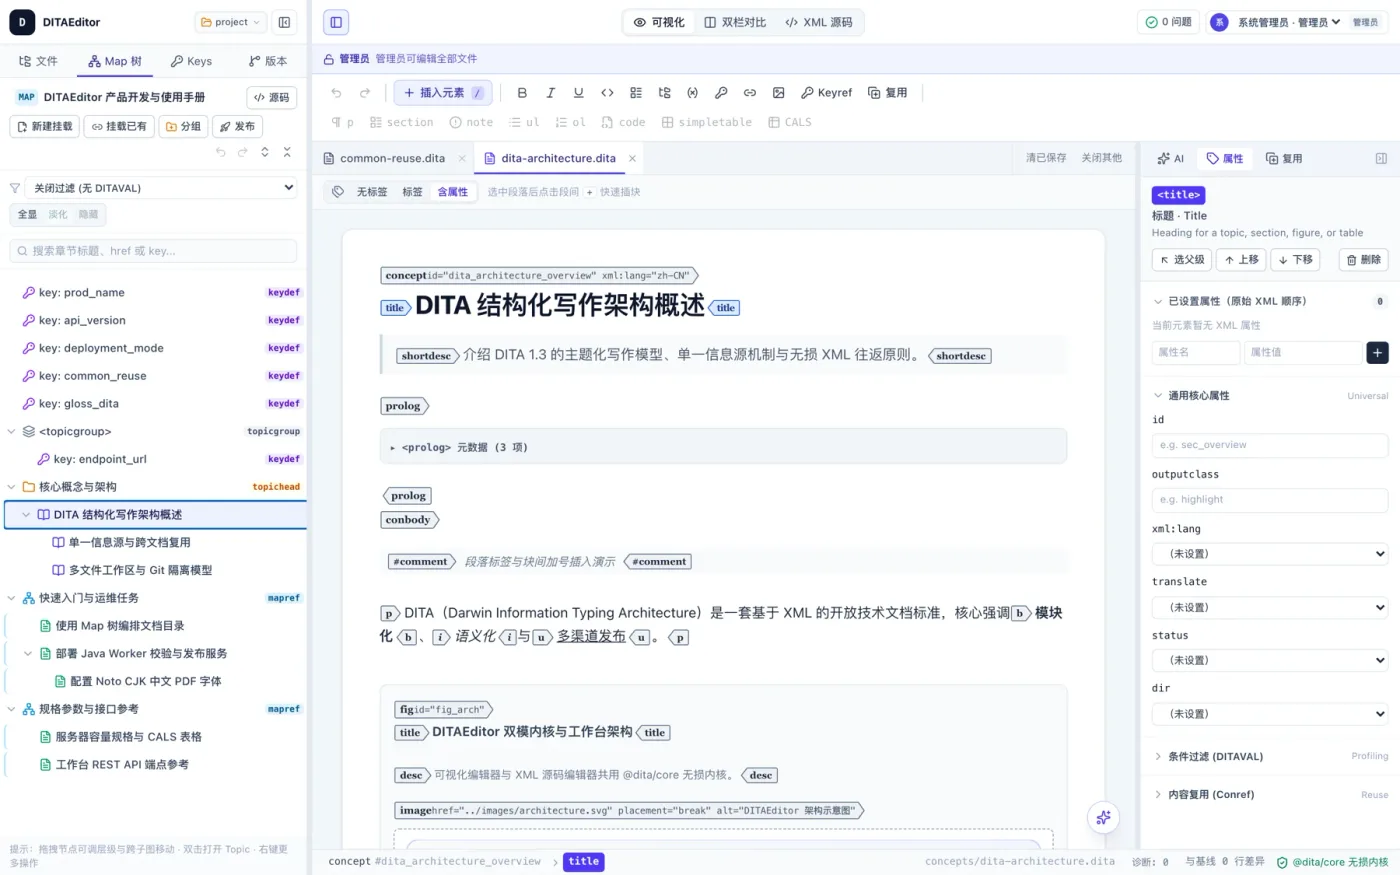 D DITAEditor project
可视化 双栏对比 </> XML 源码
0 问题 系 系统管理员 · 管理员 管理员
文件 Map 树 Keys 版本
管理员 管理员可编辑全部文件
MAP DITAEditor 产品开发与使用手册 </> 源码
新建挂载 挂载已有 分组 发布
关闭过滤 (无 DITAVAL)
全显 淡化 隐藏
搜索章节标题、href 或 key...
key: prod_name keydef
key: api_version keydef
key: deployment_mode keydef
key: common_reuse keydef
key: gloss_dita keydef
<topicgroup> topicgroup
key: endpoint_url keydef
核心概念与架构 topichead
DITA 结构化写作架构概述
单一信息源与跨文档复用
多文件工作区与 Git 隔离模型
快速入门与运维任务 mapref
使用 Map 树编排文档目录
部署 Java Worker 校验与发布服务
配置 Noto CJK 中文 PDF 字体
规格参数与接口参考 mapref
服务器容量规格与 CALS 表格
工作台 REST API 端点参考
提示：拖拽节点可调层级与跨子图移动 · 双击打开 Topic · 右键更
多操作
+ 插入元素 / B I U <> Keyref 复用
¶ p section note ul ol code simpletable CALS
common-reuse.dita × dita-architecture.dita × 清已保存 关闭其他
无标签 标签 含属性 选中段落后点击段间 + 快速插块
conceptid="dita_architecture_overview" xml:lang="zh-CN"
title DITA 结构化写作架构概述 title
shortdesc 介绍 DITA 1.3 的主题化写作模型、单一信息源机制与无损 XML 往返原则。 shortdesc
prolog
▸ <prolog> 元数据 (3 项)
prolog
conbody
#comment 段落标签与块间加号插入演示 #comment
p DITA（Darwin Information Typing Architecture）是一套基于 XML 的开放技术文档标准，核心强调 b 模块
化 b 、 i 语义化 i 与 u 多渠道发布 u 。 p
figid="fig_arch"
title DITAEditor 双模内核与工作台架构 title
desc 可视化编辑器与 XML 源码编辑器共用 @dita/core 无损内核。 desc
imagehref="../images/architecture.svg" placement="break" alt="DITAEditor 架构示意图"
concept #dita_architecture_overview › title
concepts/dita-architecture.dita 诊断: 0 与基线 0 行差异 @dita/core 无损内核
AI 属性 复用
<title>
标题 · Title
Heading for a topic, section, figure, or table
选父级 ↑ 上移 ↓ 下移 删除
已设置属性（原始 XML 顺序） 0
当前元素暂无 XML 属性
属性名 属性值 +
通用核心属性 Universal
id
e.g. sec_overview
outputclass
e.g. highlight
xml:lang
（未设置）
translate
（未设置）
status
（未设置）
dir
（未设置）
条件过滤 (DITAVAL) Profiling
内容复用 (Conref) Reuse